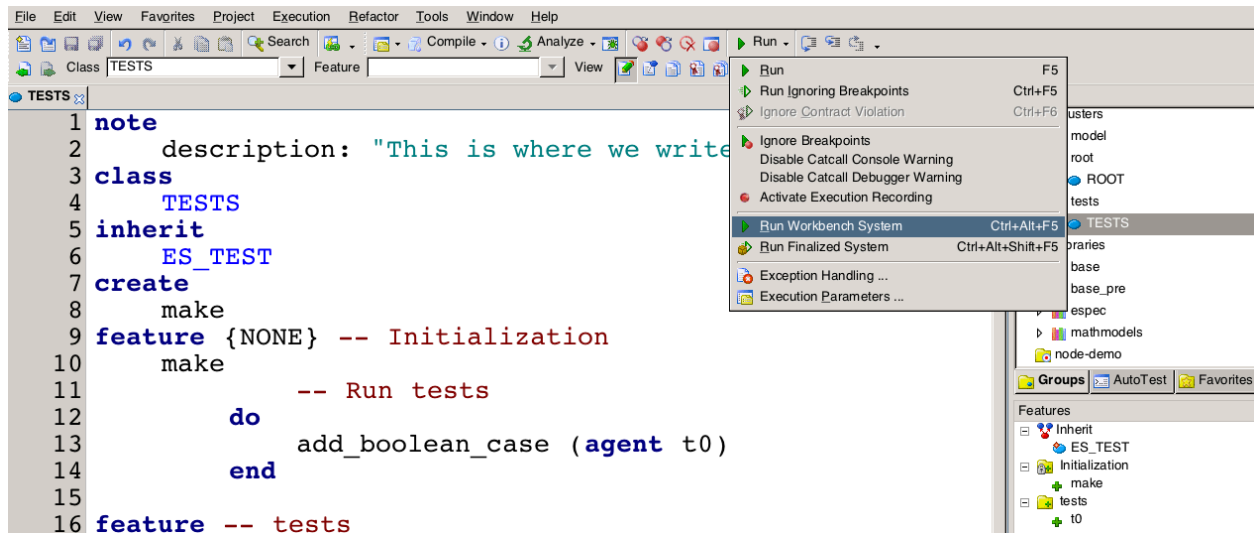 File Edit View Favorites Project Execution Refactor Tools Window Help
Search Compile Analyze Run
Class TESTS Feature View
TESTS
1 note
2 description: "This is where we write
3 class
4 TESTS
5 inherit
6 ES_TEST
7 create
8 make
9 feature {NONE} -- Initialization
10 make
11 -- Run tests
12 do
13 add_boolean_case (agent t0)
14 end
15
16 feature -- tests
Run F5
Run Ignoring Breakpoints Ctrl+F5
Ignore Contract Violation Ctrl+F6
Ignore Breakpoints
Disable Catcall Console Warning
Disable Catcall Debugger Warning
Activate Execution Recording
Run Workbench System Ctrl+Alt+F5
Run Finalized System Ctrl+Alt+Shift+F5
Exception Handling ...
Execution Parameters ...
usters
model
root
ROOT
tests
TESTS
braries
base
base_pre
espec
mathmodels
node-demo
Groups AutoTest Favorites
Features
Inherit
ES_TEST
Initialization
make
tests
t0